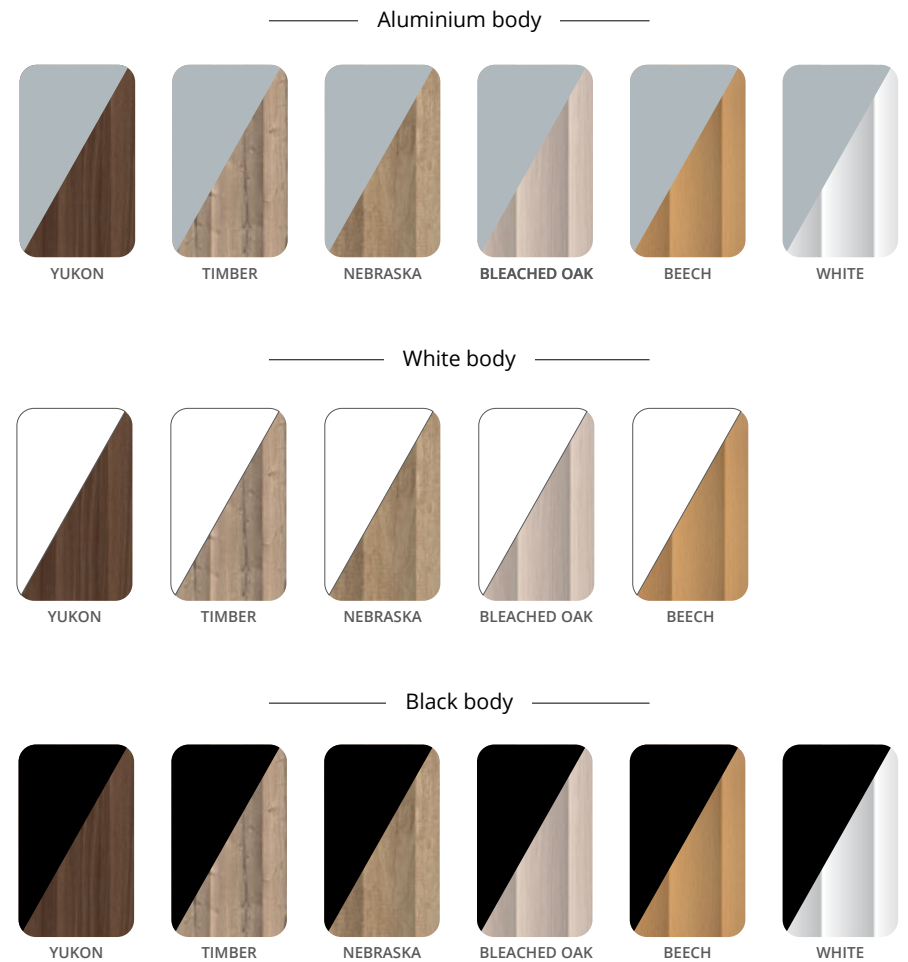 Aluminium body
YUKON TIMBER NEBRASKA BLEACHED OAK BEECH WHITE
White body
YUKON TIMBER NEBRASKA BLEACHED OAK BEECH
Black body
YUKON TIMBER NEBRASKA BLEACHED OAK BEECH WHITE